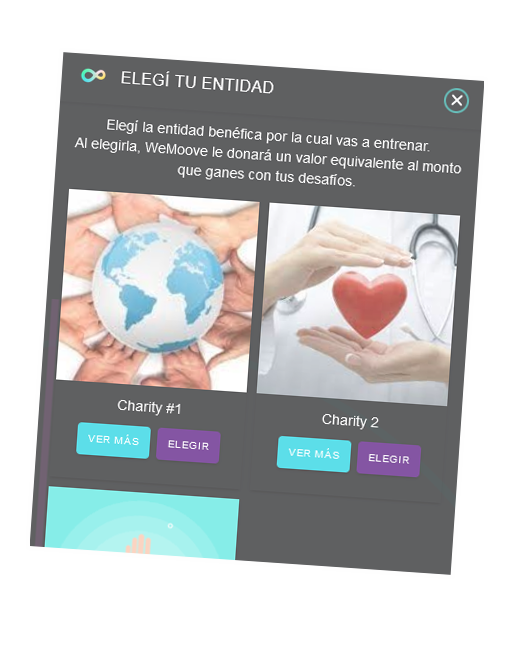 ELEGÍ TU ENTIDAD
Elegí la entidad benéfica por la cual vas a entrenar.
Al elegirla, WeMoove le donará un valor equivalente al monto
que ganes con tus desafíos.
Charity #1
Charity 2
VER MÁS
ELEGIR
VER MÁS
ELEGIR